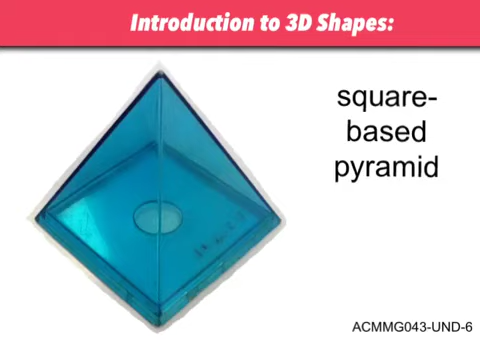 Introduction to 3D Shapes:
square-
based
pyramid
ACMMG043-UND-6